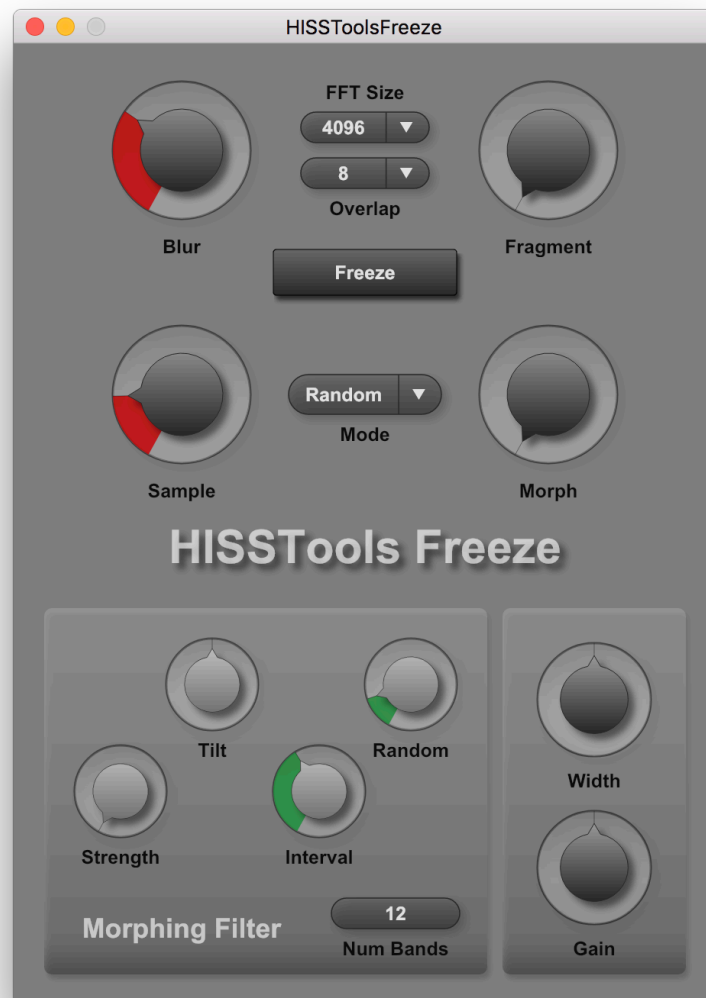 HISSToolsFreeze
FFT Size
4096
8
Overlap
Blur
Fragment
Freeze
Random
Mode
Sample
Morph
HISSTools Freeze
Tilt
Random
Strength
Interval
Width
Morphing Filter
12
Num Bands
Gain